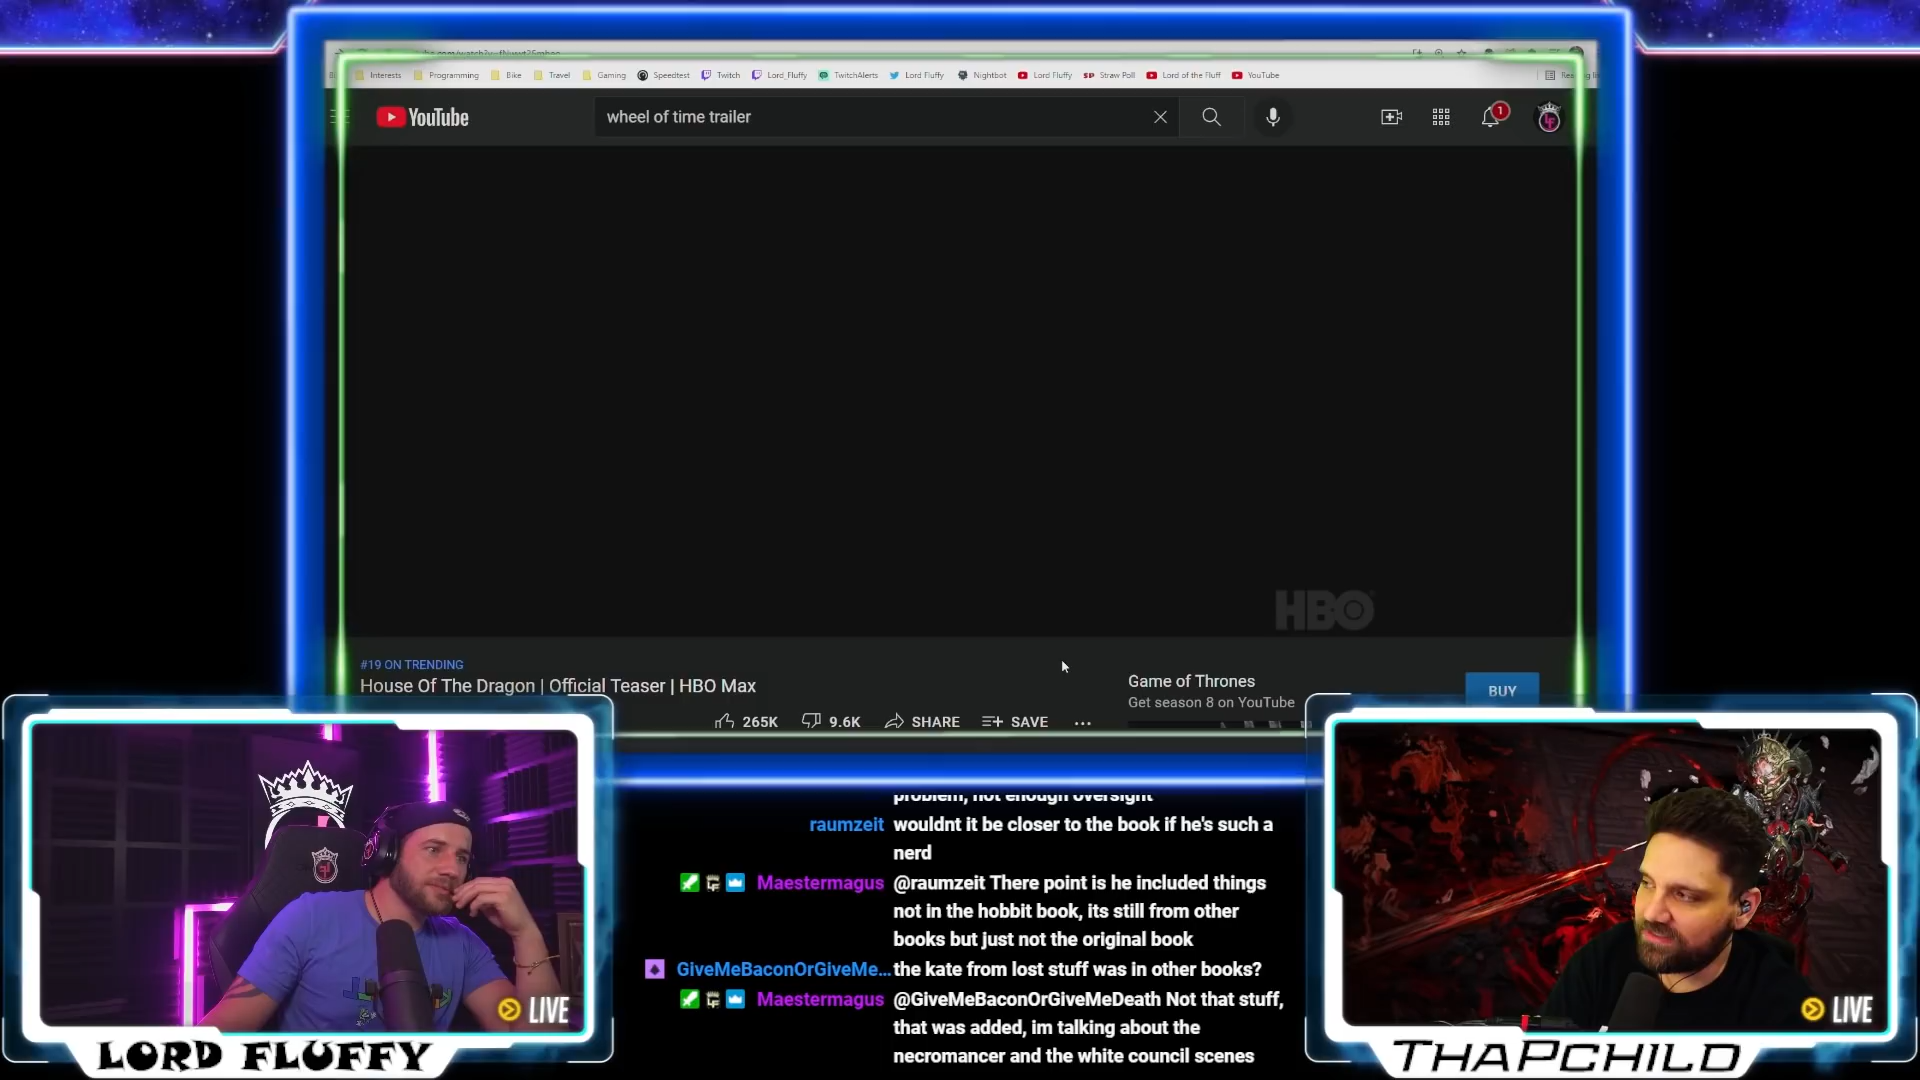 Interests Programming Bike Travel Gaming Speedtest Twitch Lord_Fluffy TwitchAlerts Lord Fluffy Nightbot Lord Fluffy Straw Poll Lord of the Fluff YouTube
YouTube wheel of time trailer 1
HBO
#19 ON TRENDING
House Of The Dragon | Official Teaser | HBO Max
265K 9.6K SHARE SAVE ...
Game of Thrones
Get season 8 on YouTube
BUY
problem, not enough oversight
raumzeit wouldnt it be closer to the book if he's such a
nerd
Maestermagus @raumzeit There point is he included things
not in the hobbit book, its still from other
books but just not the original book
GiveMeBaconOrGiveMe... the kate from lost stuff was in other books?
Maestermagus @GiveMeBaconOrGiveMeDeath Not that stuff,
that was added, im talking about the
necromancer and the white council scenes
LIVE
LORD FLUFFY
LIVE
THAPCHILD